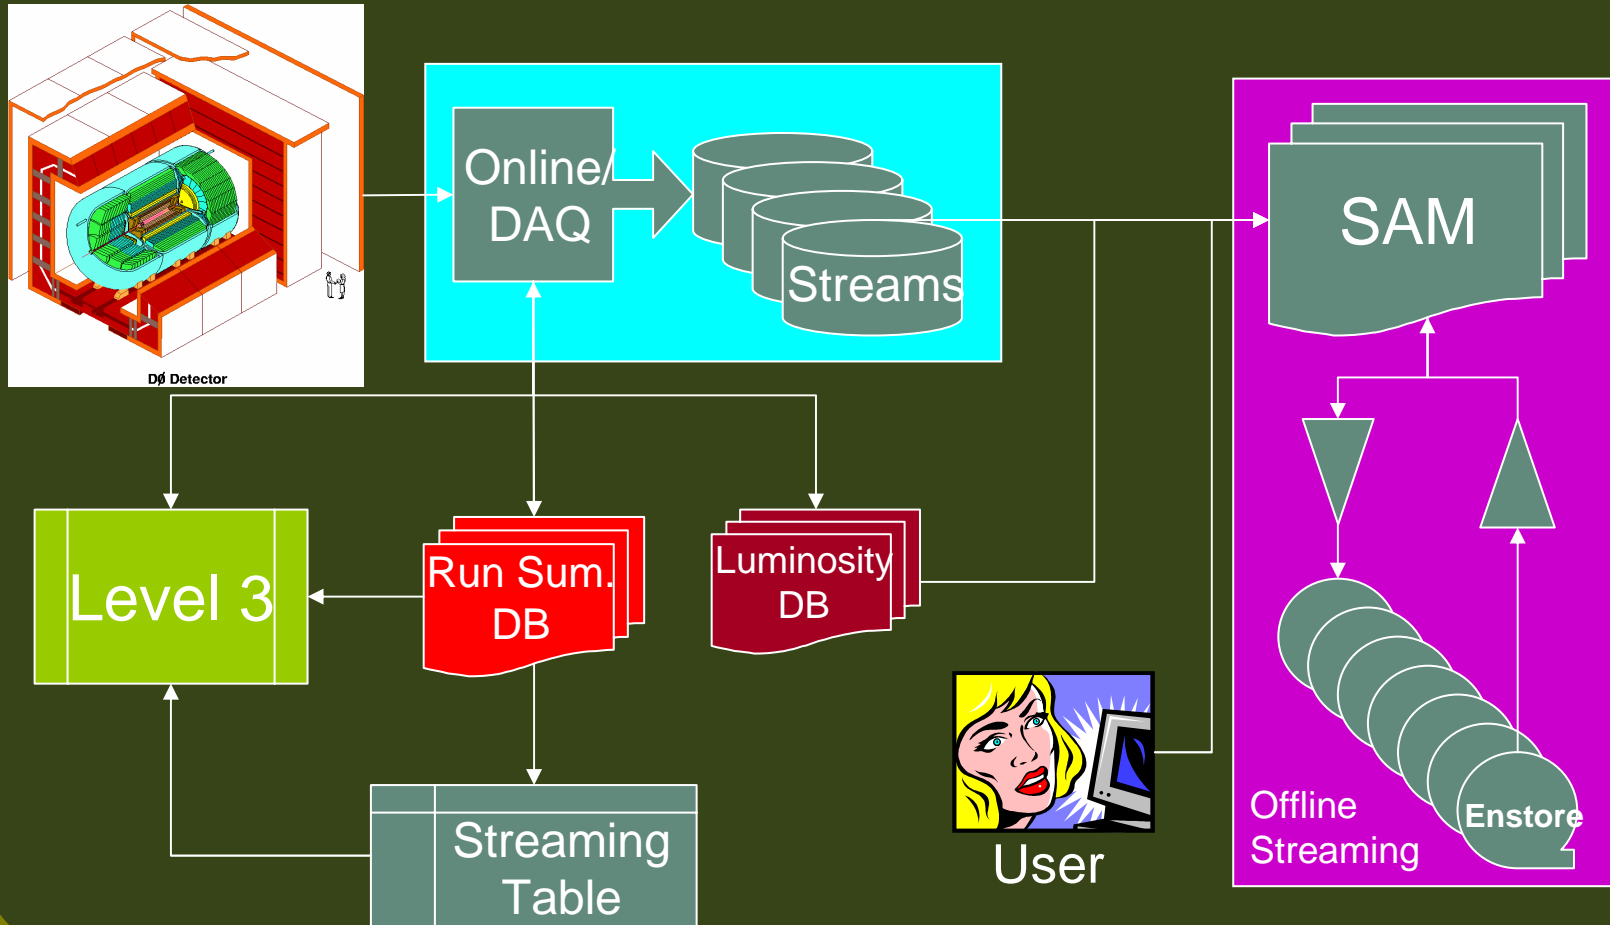 DØ Detector
Online/
DAQ
Streams
SAM
Level 3
Run Sum.
DB
Luminosity
DB
User
Offline
Streaming
Enstore
Streaming
Table